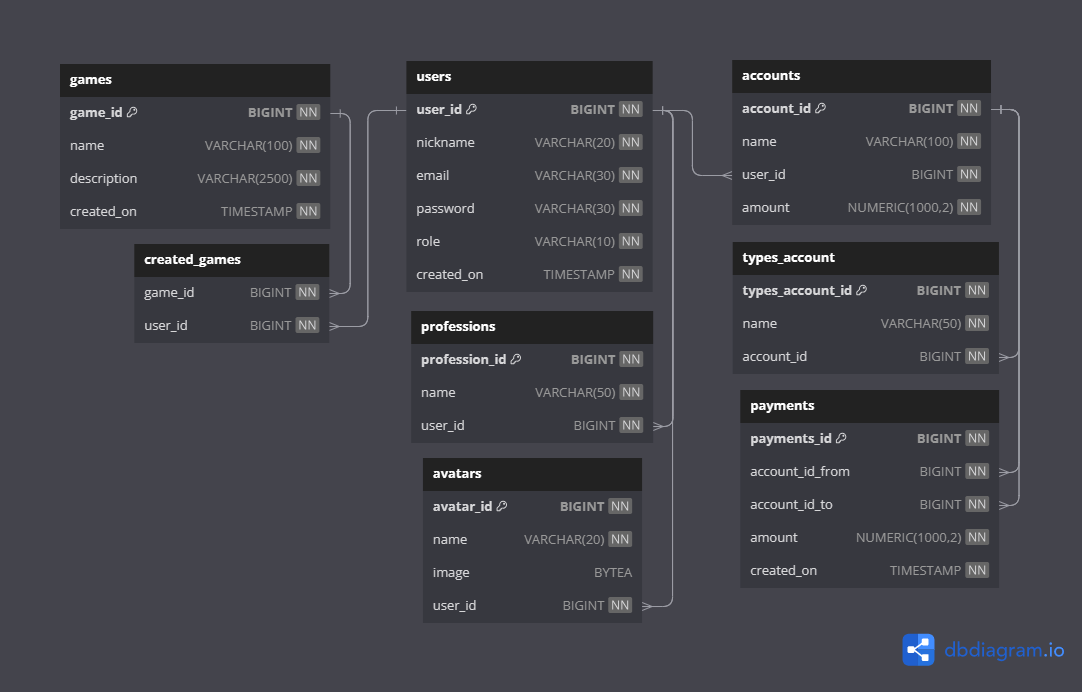 games
game_id BIGINT NN
name VARCHAR(100) NN
description VARCHAR(2500) NN
created_on TIMESTAMP NN
created_games
game_id BIGINT NN
user_id BIGINT NN
users
user_id BIGINT NN
nickname VARCHAR(20) NN
email VARCHAR(30) NN
password VARCHAR(30) NN
role VARCHAR(10) NN
created_on TIMESTAMP NN
professions
profession_id BIGINT NN
name VARCHAR(50) NN
user_id BIGINT NN
avatars
avatar_id BIGINT NN
name VARCHAR(20) NN
image BYTEA
user_id BIGINT NN
accounts
account_id BIGINT NN
name VARCHAR(100) NN
user_id BIGINT NN
amount NUMERIC(1000,2) NN
types_account
types_account_id BIGINT NN
name VARCHAR(50) NN
account_id BIGINT NN
payments
payments_id BIGINT NN
account_id_from BIGINT NN
account_id_to BIGINT NN
amount NUMERIC(1000,2) NN
created_on TIMESTAMP NN
dbdiagram.io